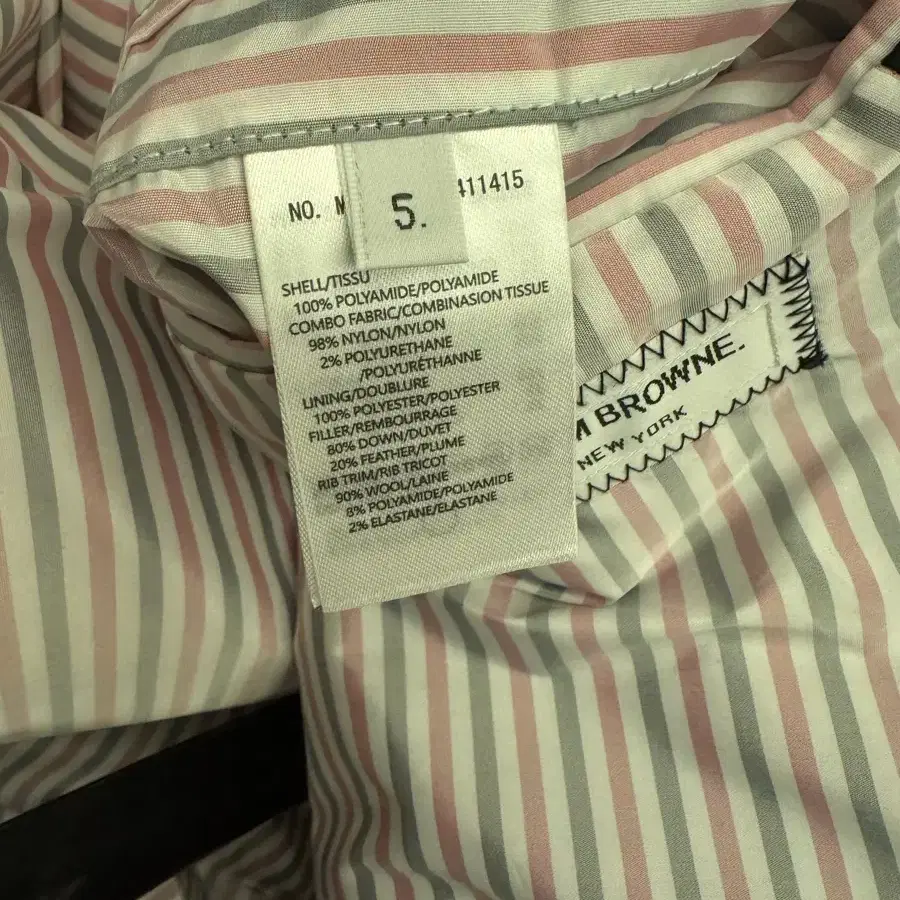 NO.
411415
5.
SHELL/TISSU
100% POLYAMIDE/POLYAMIDE
COMBO FABRIC/COMBINATION TISSUE
98% NYLON/NYLON
2% POLYURETHANE
/POLYURÉTHANNE
LINING/DOUBLURE
100% POLYESTER/POLYESTER
FILLER/REMBOURRAGE
80% DOWN/DUVET
20% FEATHER/PLUME
RIB TRIM/RIB TRICOT
90% WOOL/LAINE
8% POLYAMIDE/POLYAMIDE
2% ELASTANE/ELASTANE
M BROWNE.
NEW YORK